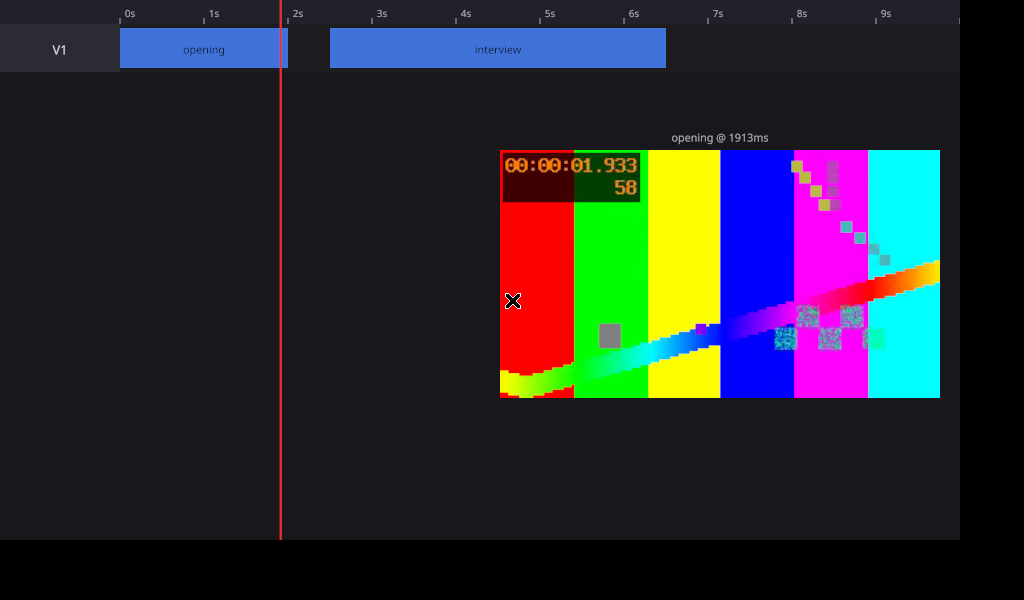 0s 1s 2s 3s 4s 5s 6s 7s 8s 9s
V1 opening interview
opening @ 1913ms
00:00:01.933
58